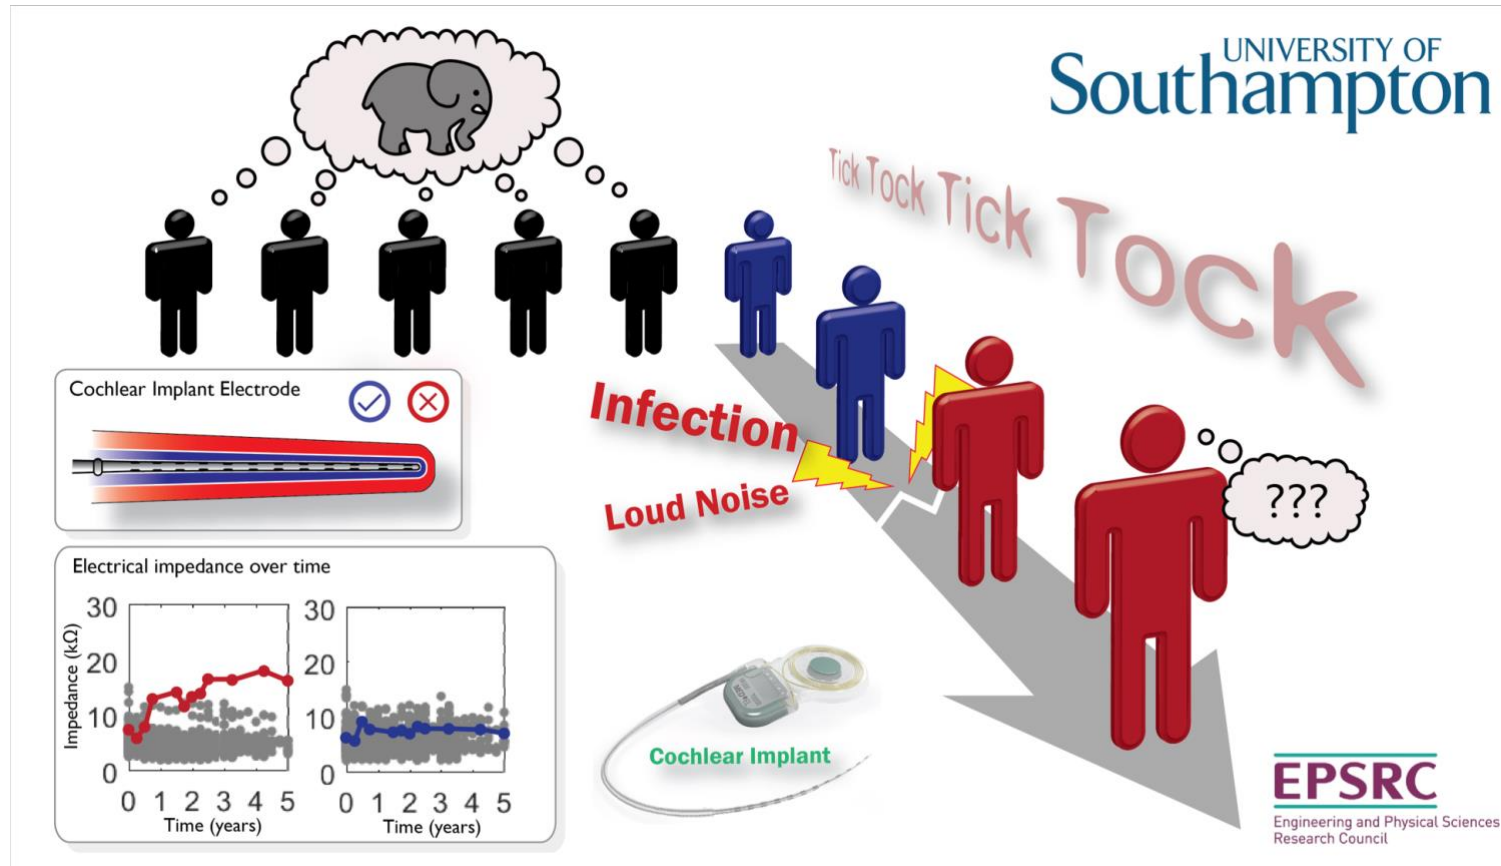 UNIVERSITY OF
Southampton
Tick Tock Tick Tock
Infection
Loud Noise
???
Cochlear Implant Electrode
Electrical impedance over time
Impedance (kΩ)
30
20
10
0
0 1 2 3 4 5
Time (years)
30
20
10
0
0 1 2 3 4 5
Time (years)
Cochlear Implant
EPSRC
Engineering and Physical Sciences
Research Council